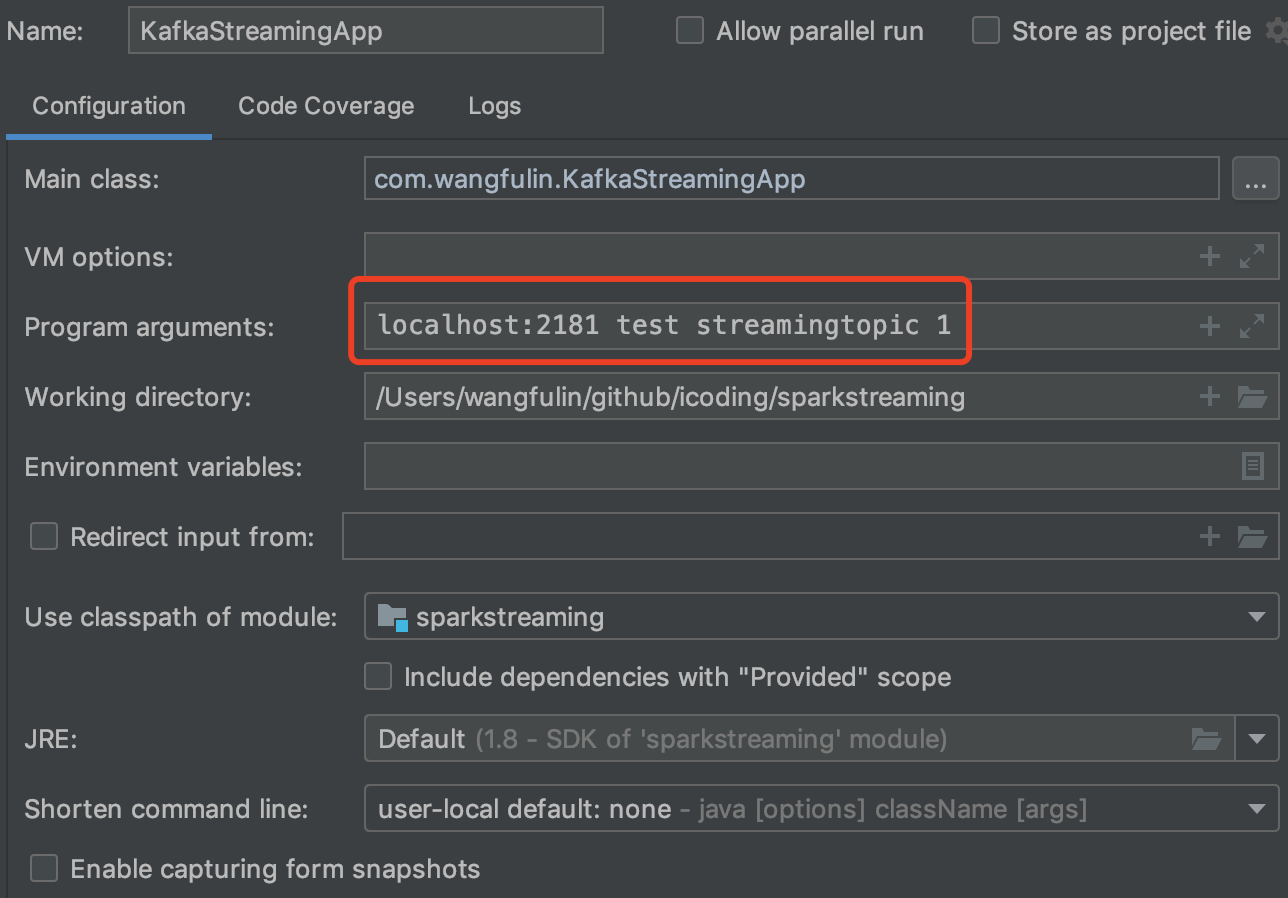 Name: KafkaStreamingApp Allow parallel run Store as project file
Configuration Code Coverage Logs
Main class: com.wangfulin.KafkaStreamingApp ...
VM options:
Program arguments: localhost:2181 test streamingtopic 1
Working directory: /Users/wangfulin/github/icoding/sparkstreaming
Environment variables:
Redirect input from:
Use classpath of module: sparkstreaming
Include dependencies with "Provided" scope
JRE: Default (1.8 - SDK of 'sparkstreaming' module)
Shorten command line: user-local default: none - java [options] className [args]
Enable capturing form snapshots